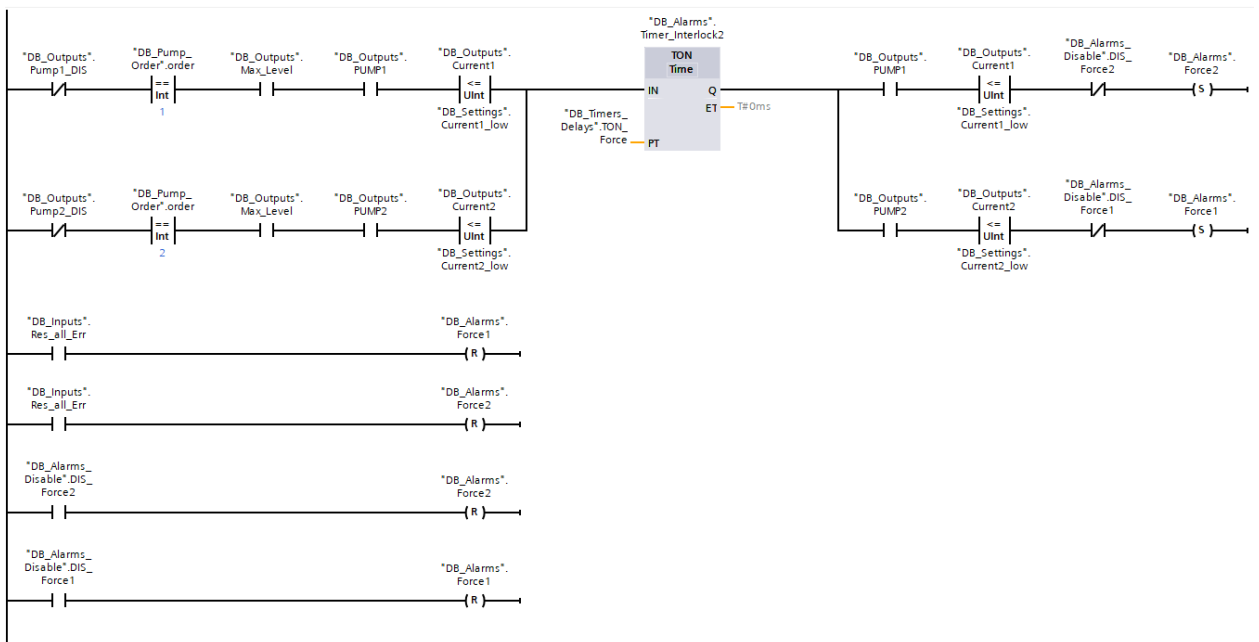 "DB_Alarms".
Timer_Interlock2
"DB_Outputs".
Pump1_DIS
"DB_Pump_
Order".order
==
Int
1
"DB_Outputs".
Max_Level
"DB_Outputs".
PUMP1
"DB_Outputs".
Current1
<=
UInt
"DB_Settings".
Current1_low
TON
Time
IN
Q
ET
T#0ms
"DB_Timers_
Delays".TON_
Force
PT
"DB_Outputs".
PUMP1
"DB_Outputs".
Current1
<=
UInt
"DB_Settings".
Current1_low
"DB_Alarms_
Disable".DIS_
Force2
"DB_Alarms".
Force2
S
"DB_Outputs".
Pump2_DIS
"DB_Pump_
Order".order
==
Int
2
"DB_Outputs".
Max_Level
"DB_Outputs".
PUMP2
"DB_Outputs".
Current2
<=
UInt
"DB_Settings".
Current2_low
"DB_Outputs".
PUMP2
"DB_Outputs".
Current2
<=
UInt
"DB_Settings".
Current2_low
"DB_Alarms_
Disable".DIS_
Force1
"DB_Alarms".
Force1
S
"DB_Inputs".
Res_all_Err
"DB_Alarms".
Force1
R
"DB_Inputs".
Res_all_Err
"DB_Alarms".
Force2
R
"DB_Alarms_
Disable".DIS_
Force2
"DB_Alarms".
Force2
R
"DB_Alarms_
Disable".DIS_
Force1
"DB_Alarms".
Force1
R